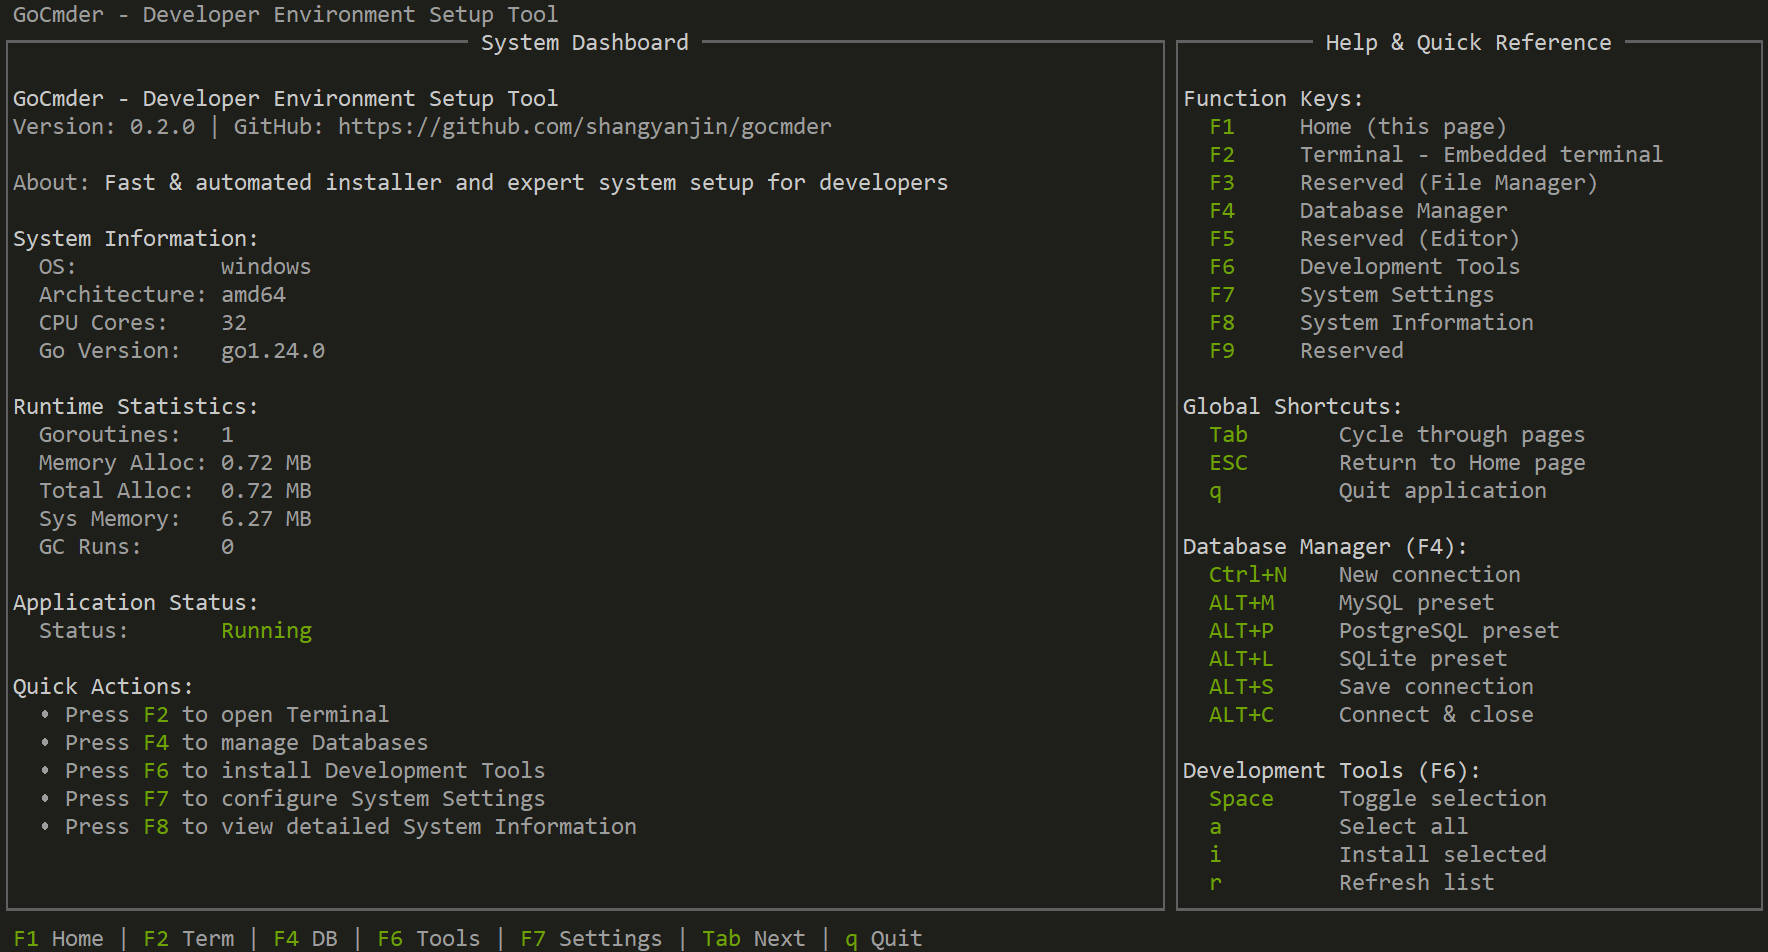 GoCmder - Developer Environment Setup Tool
System Dashboard
GoCmder - Developer Environment Setup Tool
Version: 0.2.0 | GitHub: https://github.com/shangyanjin/gocmder
About: Fast & automated installer and expert system setup for developers
System Information:
OS: windows
Architecture: amd64
CPU Cores: 32
Go Version: go1.24.0
Runtime Statistics:
Goroutines: 1
Memory Alloc: 0.72 MB
Total Alloc: 0.72 MB
Sys Memory: 6.27 MB
GC Runs: 0
Application Status:
Status: Running
Quick Actions:
• Press F2 to open Terminal
• Press F4 to manage Databases
• Press F6 to install Development Tools
• Press F7 to configure System Settings
• Press F8 to view detailed System Information
Help & Quick Reference
Function Keys:
F1 Home (this page)
F2 Terminal - Embedded terminal
F3 Reserved (File Manager)
F4 Database Manager
F5 Reserved (Editor)
F6 Development Tools
F7 System Settings
F8 System Information
F9 Reserved
Global Shortcuts:
Tab Cycle through pages
ESC Return to Home page
q Quit application
Database Manager (F4):
Ctrl+N New connection
ALT+M MySQL preset
ALT+P PostgreSQL preset
ALT+L SQLite preset
ALT+S Save connection
ALT+C Connect & close
Development Tools (F6):
Space Toggle selection
a Select all
i Install selected
r Refresh list
F1 Home | F2 Term | F4 DB | F6 Tools | F7 Settings | Tab Next | q Quit